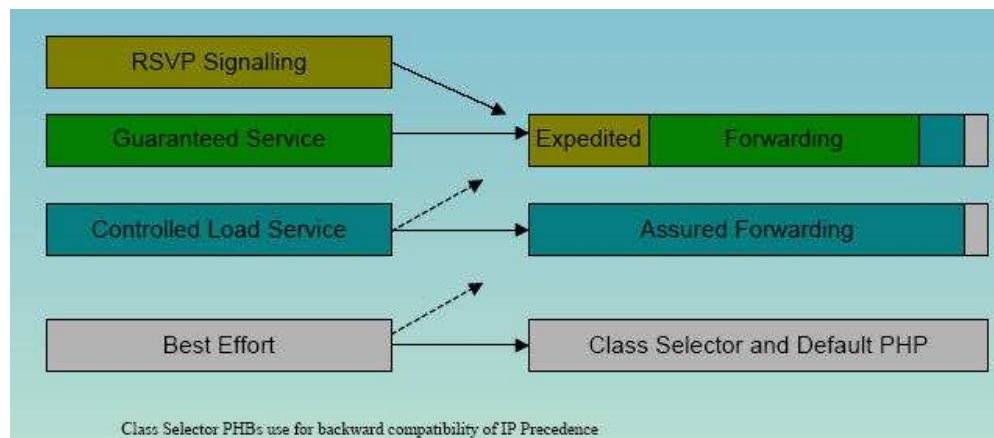 RSVP Signalling
Guaranteed Service
Expedited Forwarding
Controlled Load Service
Assured Forwarding
Best Effort
Class Selector and Default PHP
Class Selector PHBs use for backward compatibility of IP Precedence